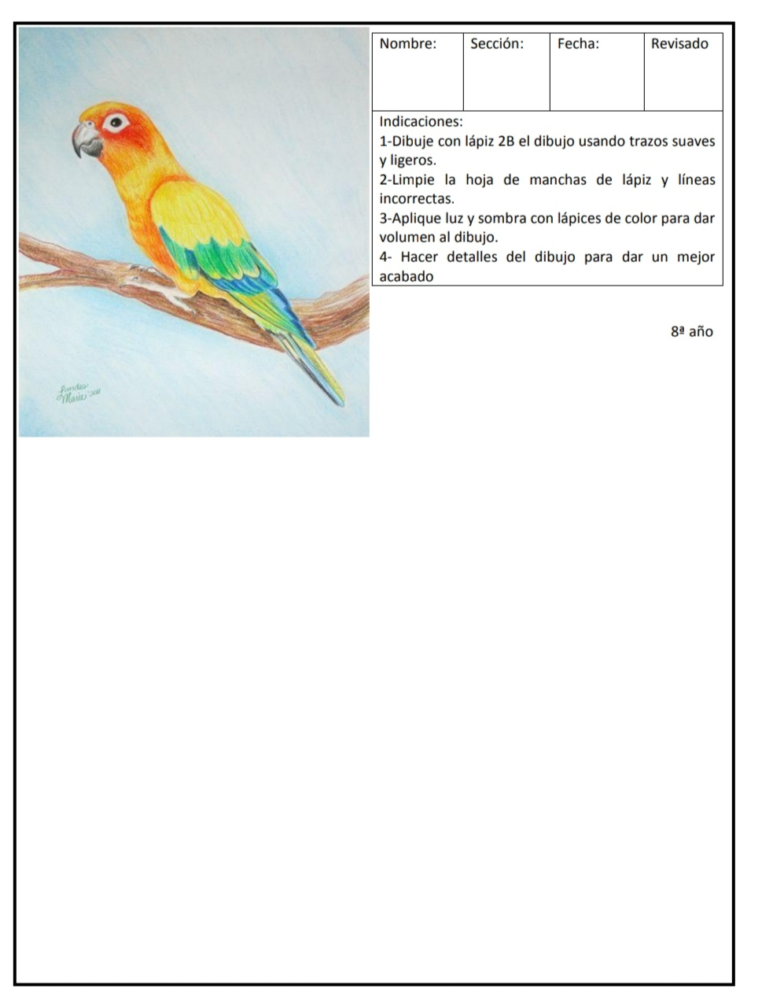 Nombre: Sección: Fecha: Revisado
Indicaciones:
1-Dibuje con lápiz 2B el dibujo usando trazos suaves
y ligeros.
2-Limpie la hoja de manchas de lápiz y líneas
incorrectas.
3-Aplique luz y sombra con lápices de color para dar
volumen al dibujo.
4- Hacer detalles del dibujo para dar un mejor
acabado
8ª año
Marie